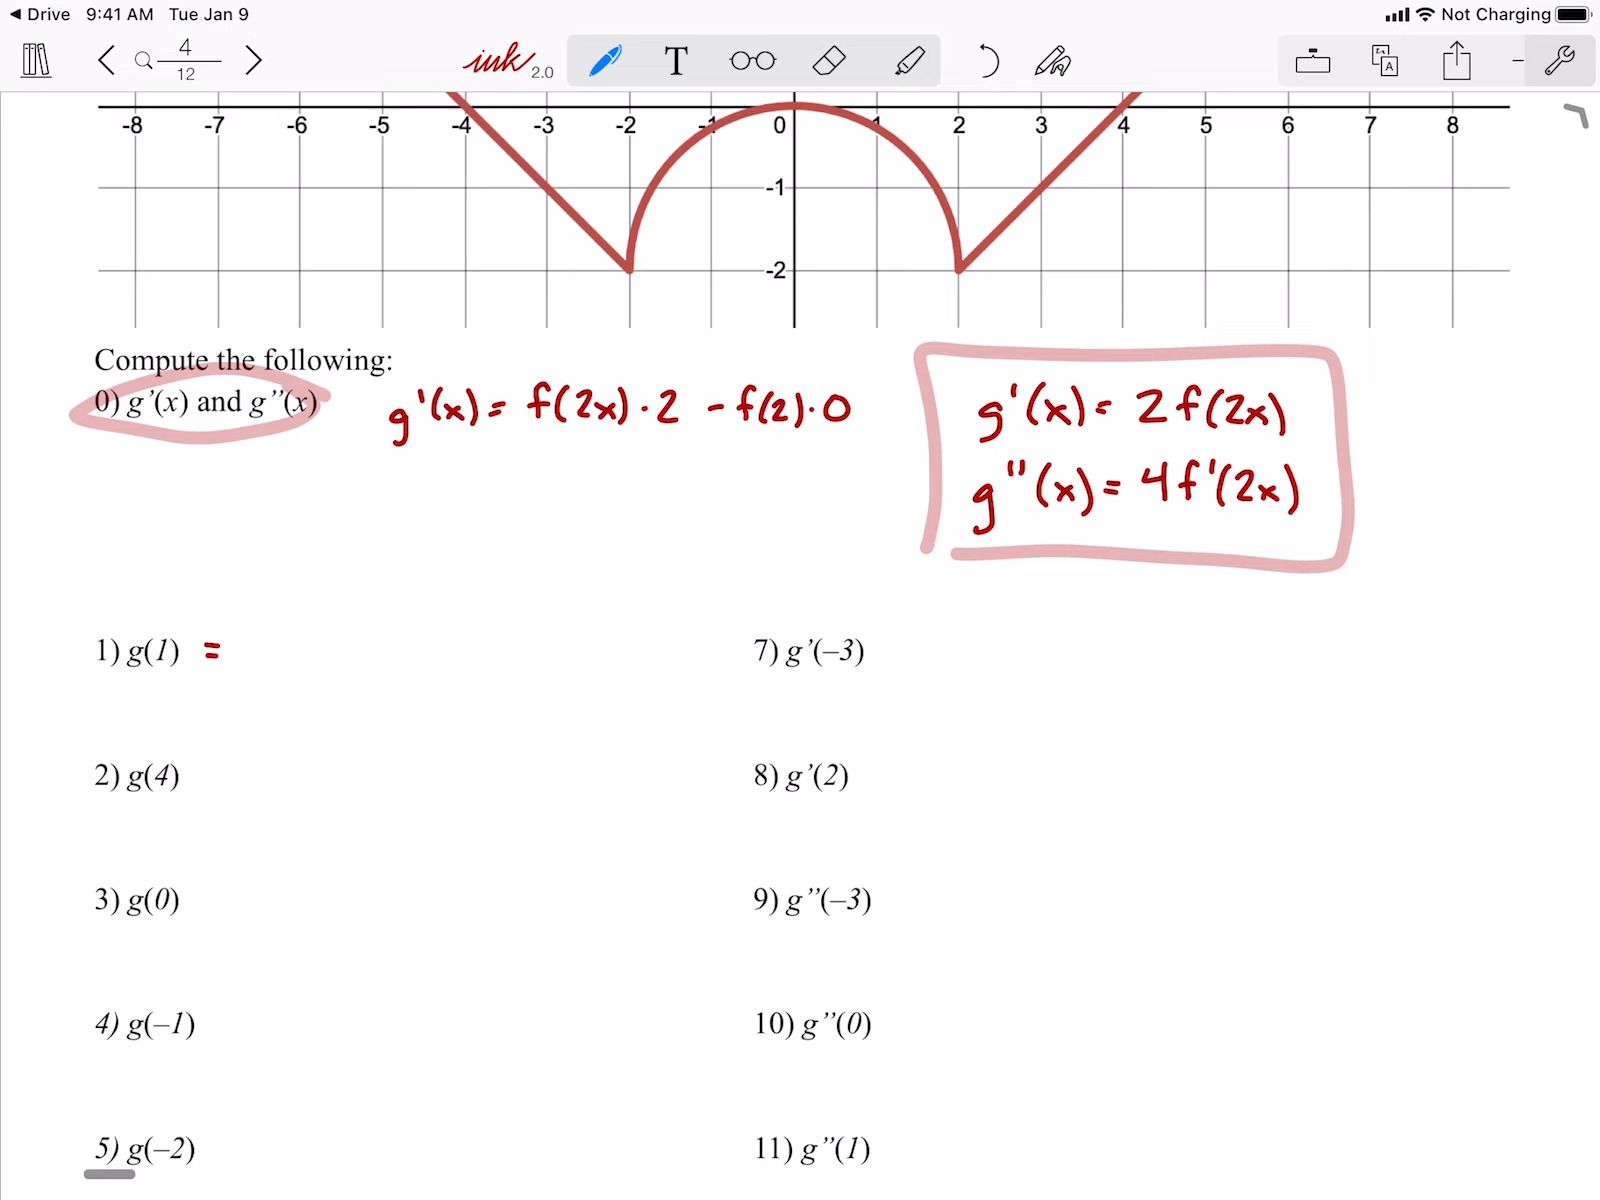 Drive 9:41 AM Tue Jan 9 Not Charging
4
12
ink 2.0 T A
-8 -7 -6 -5 -4 -3 -2 -1 0 1 2 3 4 5 6 7 8
-1
-2
Compute the following:
0) g’(x) and g’’(x) g'(x) = f(2x)·2 - f(2)·0 g'(x) = 2f(2x)
g"(x) = 4f'(2x)
1) g(1) = 7) g’(–3)
2) g(4) 8) g’(2)
3) g(0) 9) g’’(–3)
4) g(–1) 10) g’’(0)
5) g(–2) 11) g’’(1)